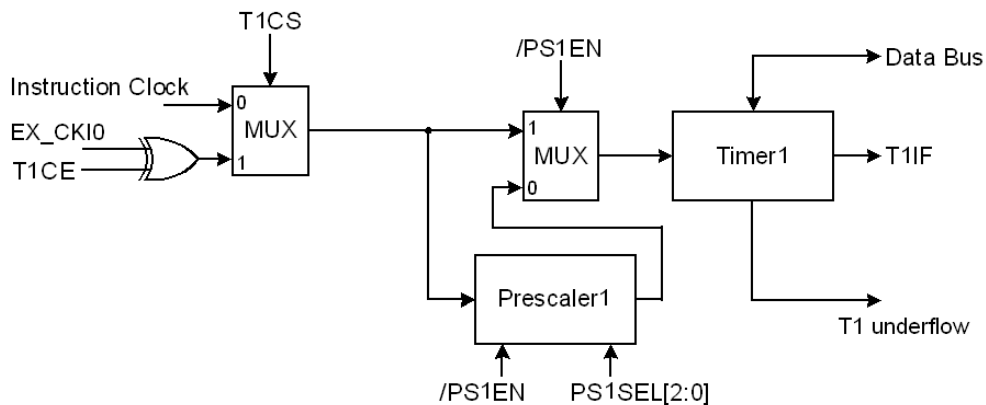 T1CS
/PS1EN
Data Bus
Instruction Clock
0
MUX
1
EX_CKI0
T1CE
1
MUX
0
Timer1
T1IF
Prescaler1
T1 underflow
/PS1EN
PS1SEL[2:0]